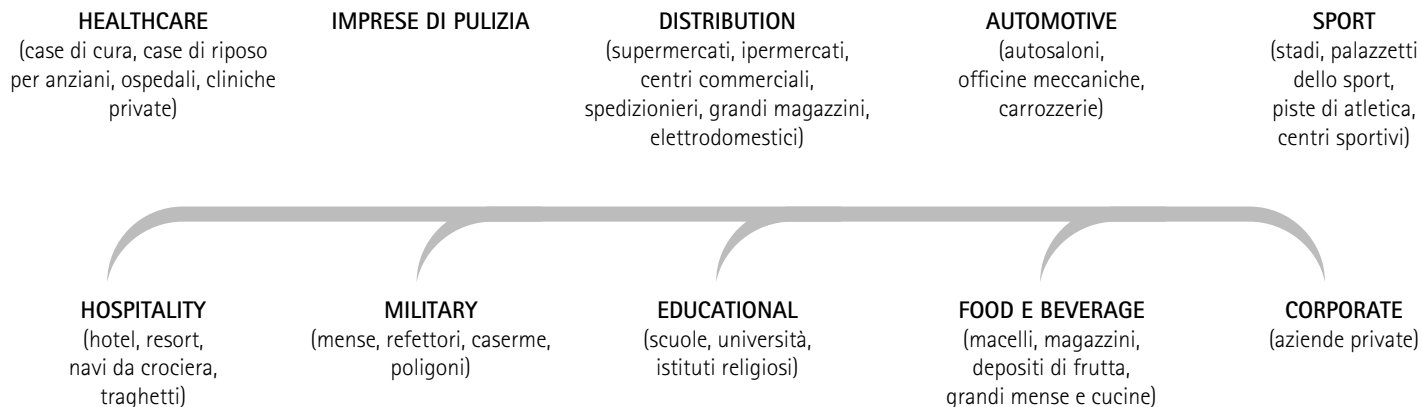 HEALTHCARE
(case di cura, case di riposo
per anziani, ospedali, cliniche
private)
IMPRESE DI PULIZIA
DISTRIBUTION
(supermercati, ipermercati,
centri commerciali,
spedizionieri, grandi magazzini,
elettrodomestici)
AUTOMOTIVE
(autosaloni,
officine meccaniche,
carrozzerie)
SPORT
(stadi, palazzetti
dello sport,
piste di atletica,
centri sportivi)
HOSPITALITY
(hotel, resort,
navi da crociera,
traghetti)
MILITARY
(mense, refettori, caserme,
poligoni)
EDUCATIONAL
(scuole, università,
istituti religiosi)
FOOD E BEVERAGE
(macelli, magazzini,
depositi di frutta,
grandi mense e cucine)
CORPORATE
(aziende private)